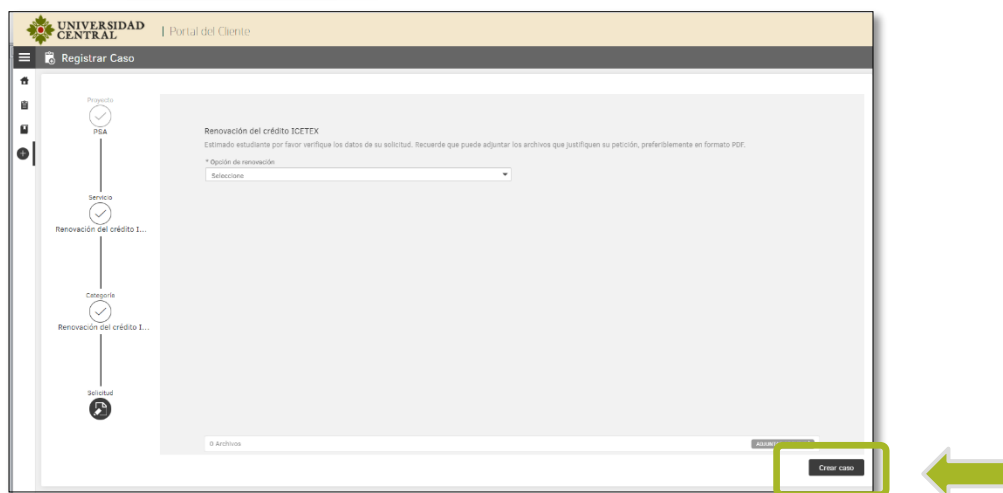 UNIVERSIDAD
CENTRAL
| Portal del Cliente
Registrar Caso
Proyecto
PSA
Servicio
Renovación del crédito I...
Categoría
Renovación del crédito I...
Solicitud
Renovación del crédito ICETEX
Estimado estudiante por favor verifique los datos de su solicitud. Recuerde que puede adjuntar los archivos que justifiquen su petición, preferiblemente en formato PDF.
* Opción de renovación
Seleccione
0 Archivos
Crear caso